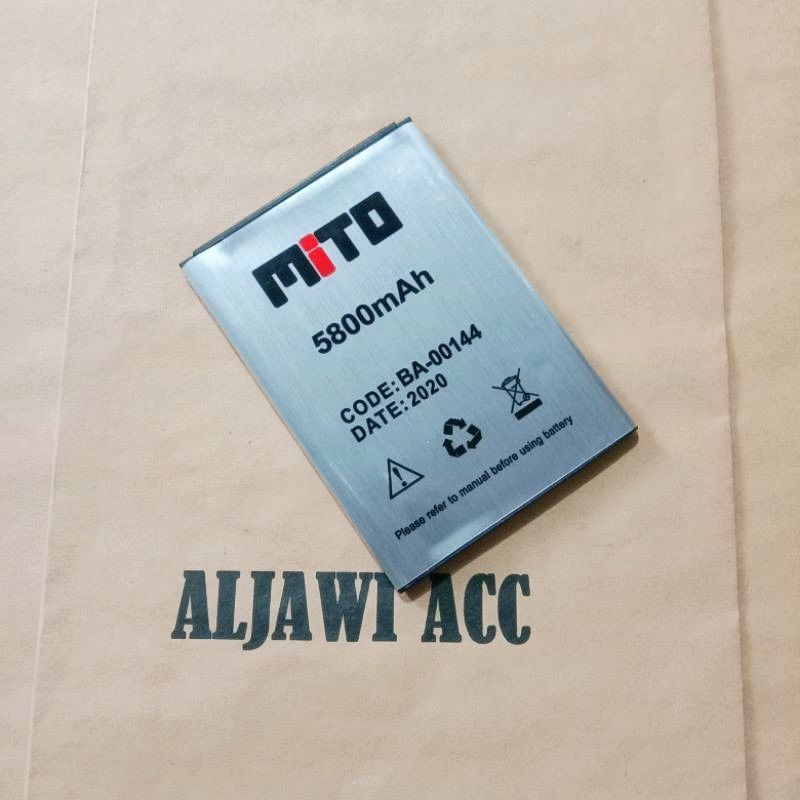 MiTO
5800mAh
CODE: BA-00144
DATE: 2020
Please refer to manual before using battery
ALJAWI ACC